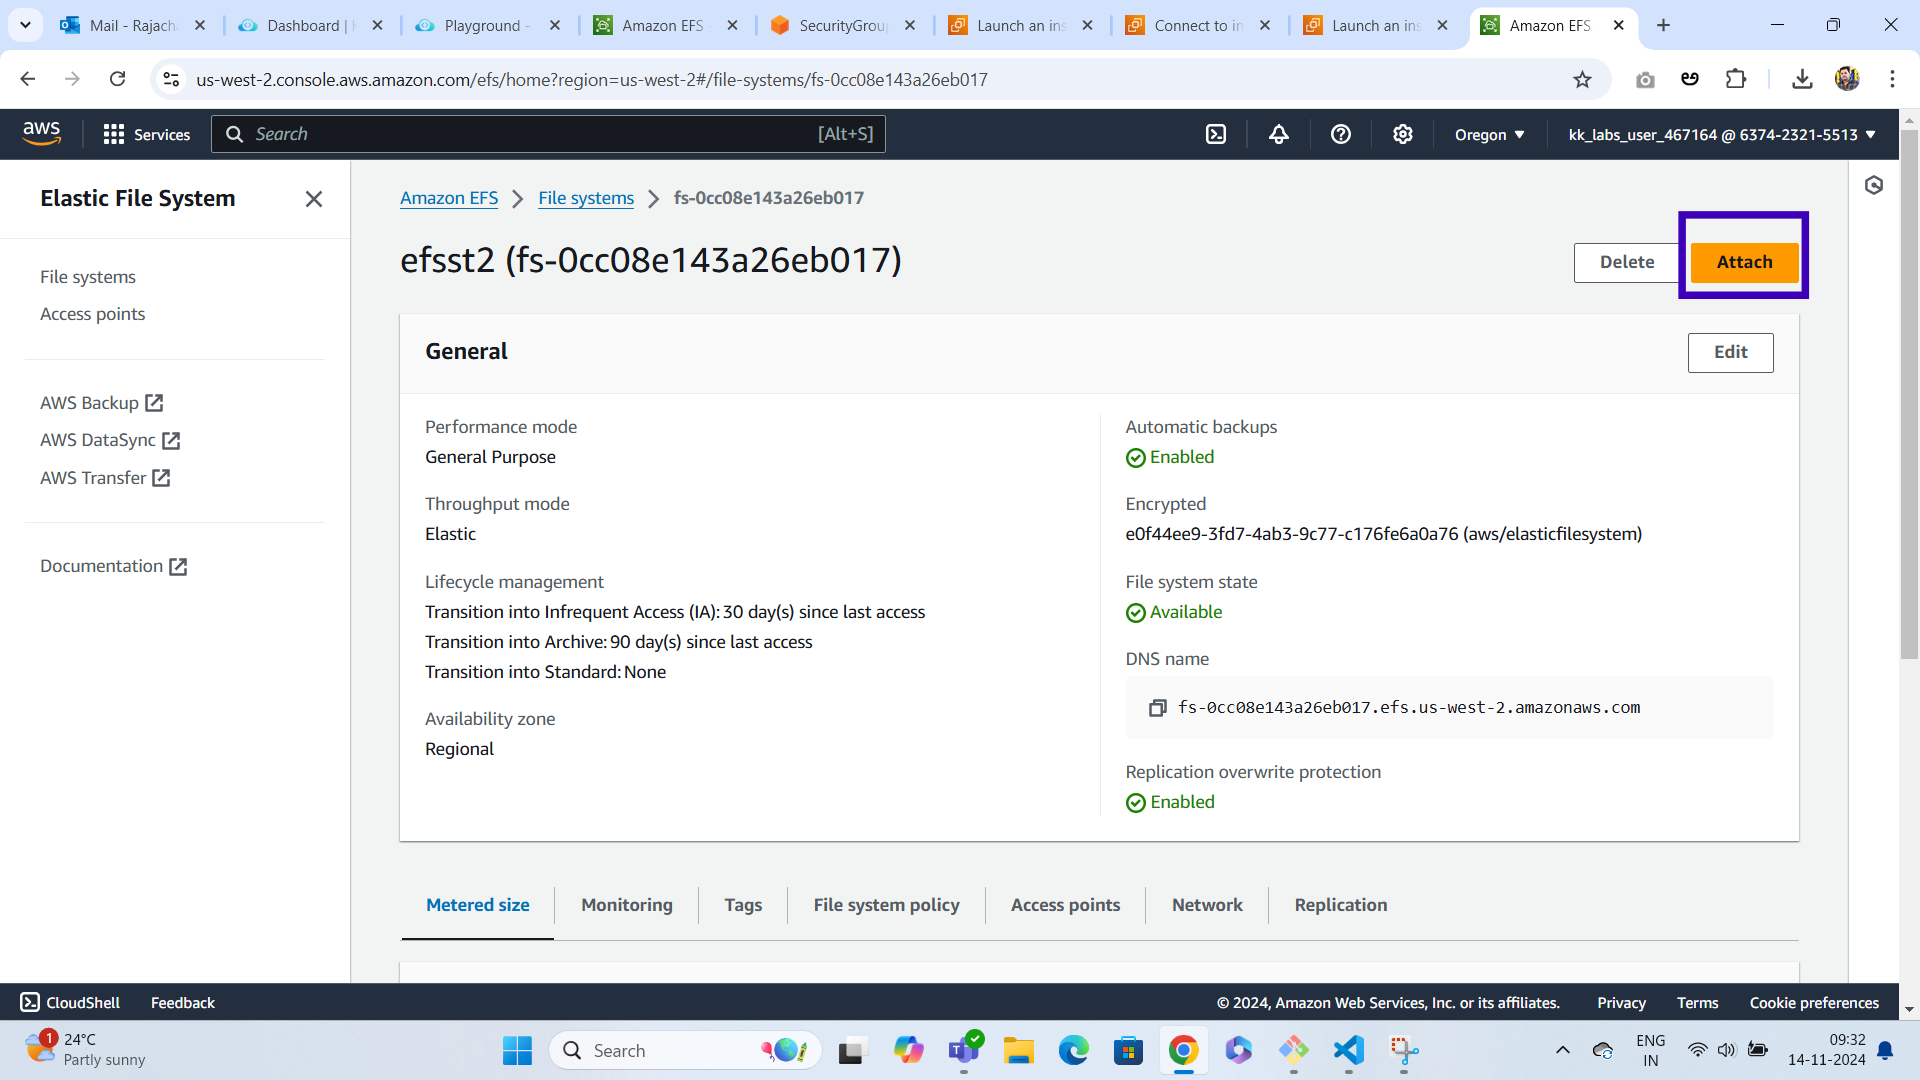 Mail - Rajach
Dashboard |
Playground -
Amazon EFS
SecurityGrou
Launch an ins
Connect to in
Launch an ins
Amazon EFS
us-west-2.console.aws.amazon.com/efs/home?region=us-west-2#/file-systems/fs-0cc08e143a26eb017
aws
Services
Search
[Alt+S]
Oregon
kk_labs_user_467164 @ 6374-2321-5513
Elastic File System
File systems
Access points
AWS Backup
AWS DataSync
AWS Transfer
Documentation
Amazon EFS
File systems
fs-0cc08e143a26eb017
efsst2 (fs-0cc08e143a26eb017)
Delete
Attach
General
Edit
Performance mode
General Purpose
Throughput mode
Elastic
Lifecycle management
Transition into Infrequent Access (IA): 30 day(s) since last access
Transition into Archive: 90 day(s) since last access
Transition into Standard: None
Availability zone
Regional
Automatic backups
Enabled
Encrypted
e0f44ee9-3fd7-4ab3-9c77-c176fe6a0a76 (aws/elasticfilesystem)
File system state
Available
DNS name
fs-0cc08e143a26eb017.efs.us-west-2.amazonaws.com
Replication overwrite protection
Enabled
Metered size
Monitoring
Tags
File system policy
Access points
Network
Replication
CloudShell
Feedback
© 2024, Amazon Web Services, Inc. or its affiliates.
Privacy
Terms
Cookie preferences
1
24°C
Partly sunny
Search
ENG
IN
09:32
14-11-2024